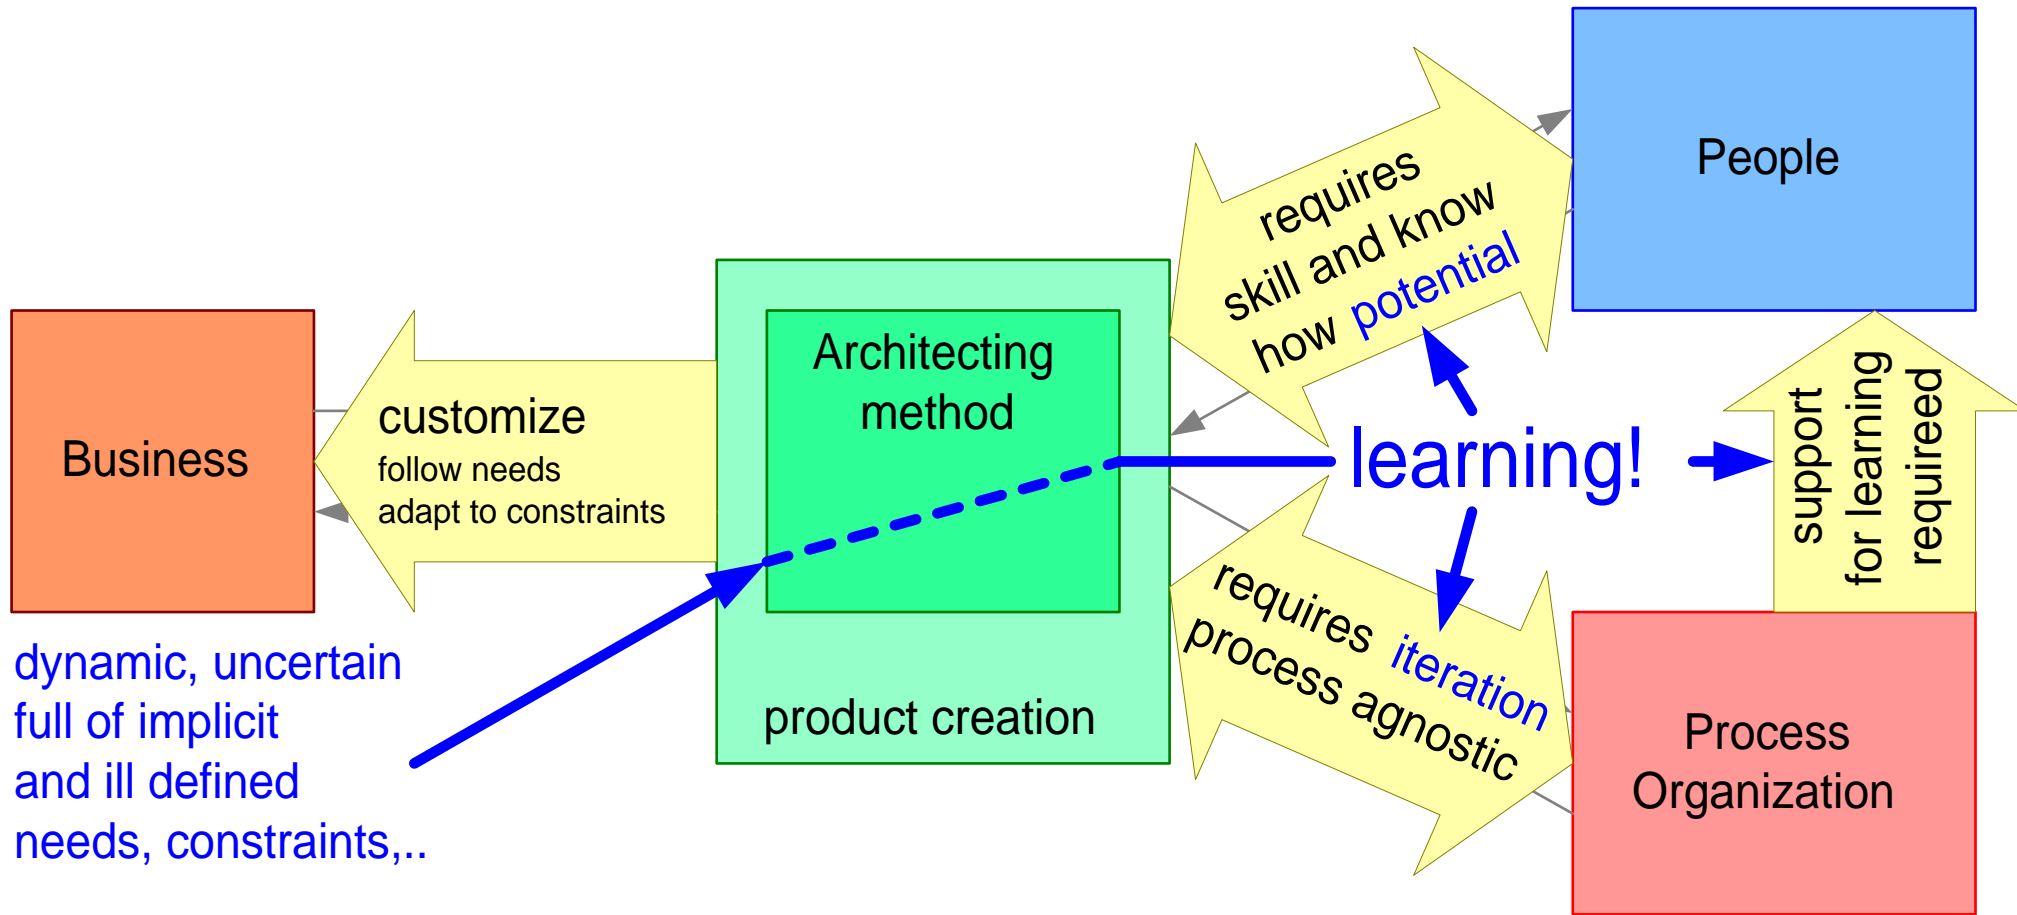 Business
dynamic, uncertain
full of implicit
and ill defined
needs, constraints,..
customize
follow needs
adapt to constraints
Architecting
method
product creation
requires
skill and know
how potential
learning!
requires iteration
process agnostic
People
support
for learning
requireed
Process
Organization